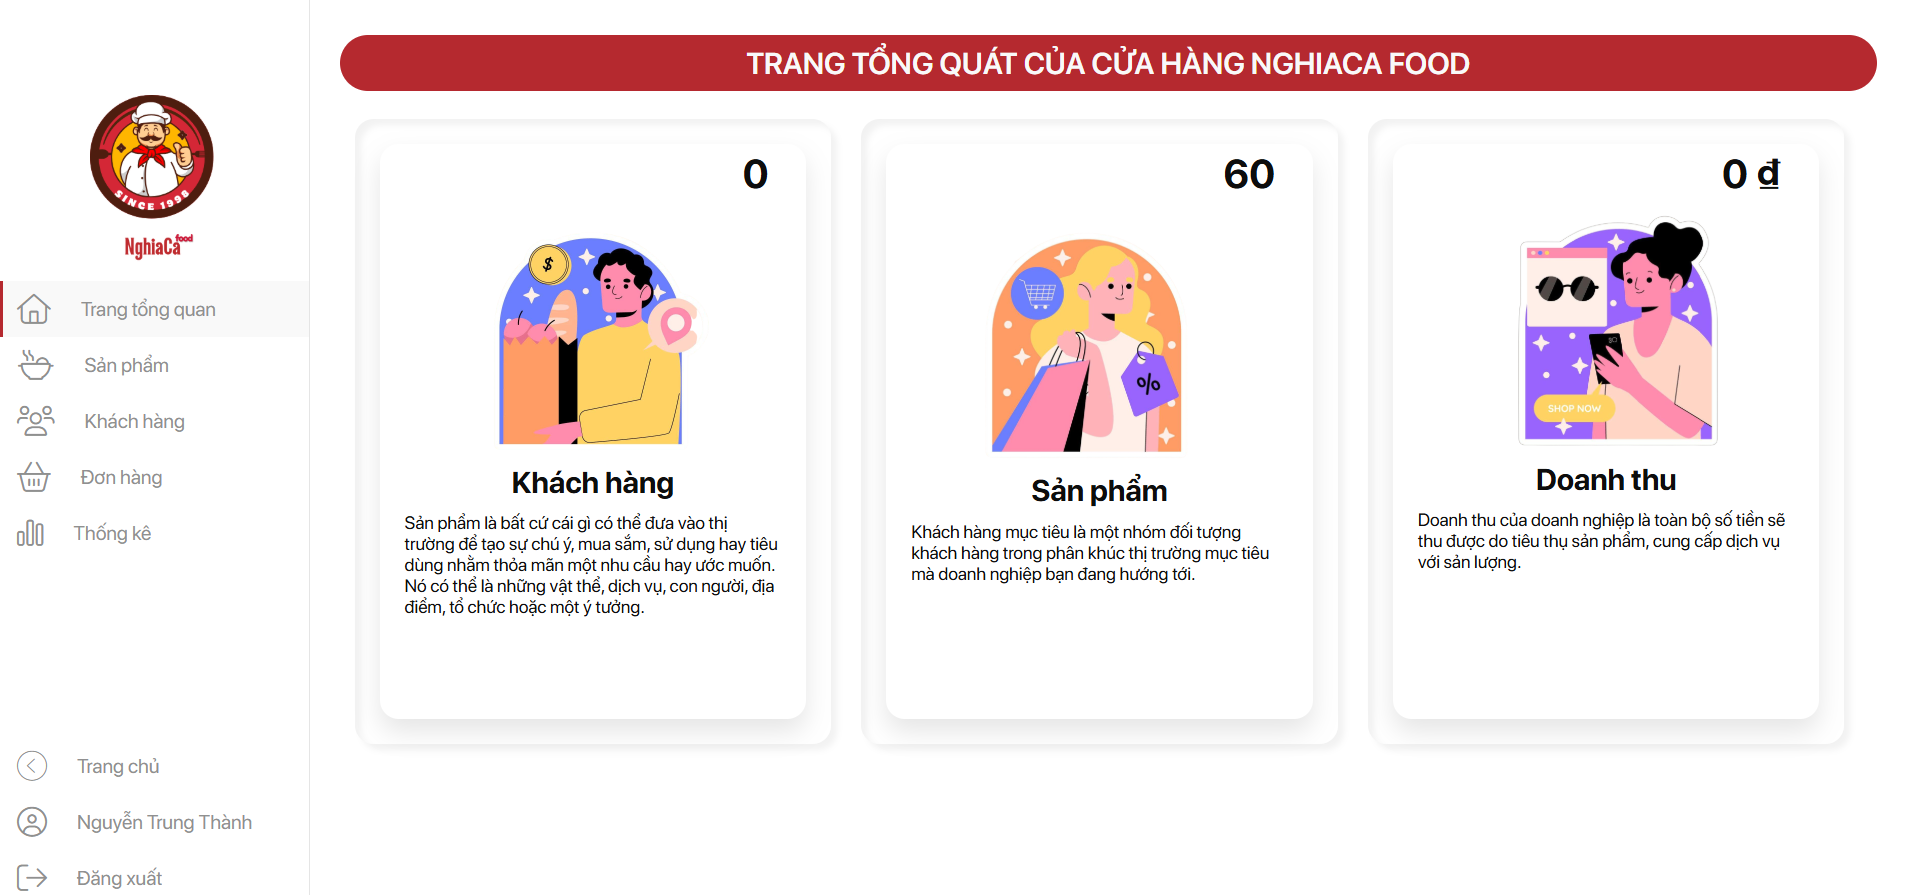 SINCE 1998
NghiaCa food
Trang tổng quan
Sản phẩm
Khách hàng
Đơn hàng
Thống kê
Trang chủ
Nguyễn Trung Thành
Đăng xuất
TRANG TỔNG QUÁT CỦA CỬA HÀNG NGHIACA FOOD
0
$
Khách hàng
Sản phẩm là bất cứ cái gì có thể đưa vào thị
trường để tạo sự chú ý, mua sắm, sử dụng hay tiêu
dùng nhằm thỏa mãn một nhu cầu hay ước muốn.
Nó có thể là những vật thể, dịch vụ, con người, địa
điểm, tổ chức hoặc một ý tưởng.
60
%
Sản phẩm
Khách hàng mục tiêu là một nhóm đối tượng
khách hàng trong phân khúc thị trường mục tiêu
mà doanh nghiệp bạn đang hướng tới.
0 ₫
SHOP NOW
Doanh thu
Doanh thu của doanh nghiệp là toàn bộ số tiền sẽ
thu được do tiêu thụ sản phẩm, cung cấp dịch vụ
với sản lượng.